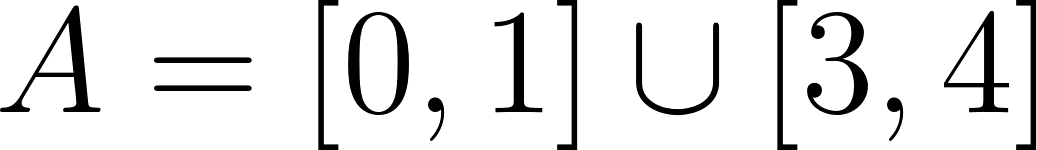 A = [0, 1] ∪ [3, 4]